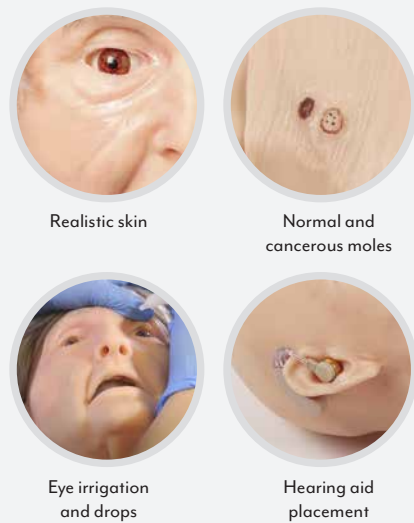 Realistic skin
Normal and
cancerous moles
Eye irrigation
and drops
Hearing aid
placement